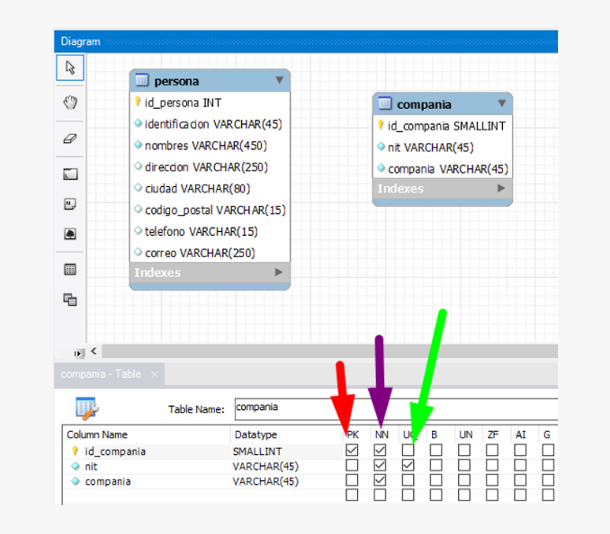 Diagram
persona
id_persona INT
identificacion VARCHAR(45)
nombres VARCHAR(450)
direccion VARCHAR(250)
ciudad VARCHAR(80)
codigo_postal VARCHAR(15)
telefono VARCHAR(15)
correo VARCHAR(250)
Indexes
compania
id_compania SMALLINT
nit VARCHAR(45)
compania VARCHAR(45)
Indexes
compania - Table
Table Name: compania
Column Name Datatype PK NN UQ B UN ZF AI G
id_compania SMALLINT
nit VARCHAR(45)
compania VARCHAR(45)